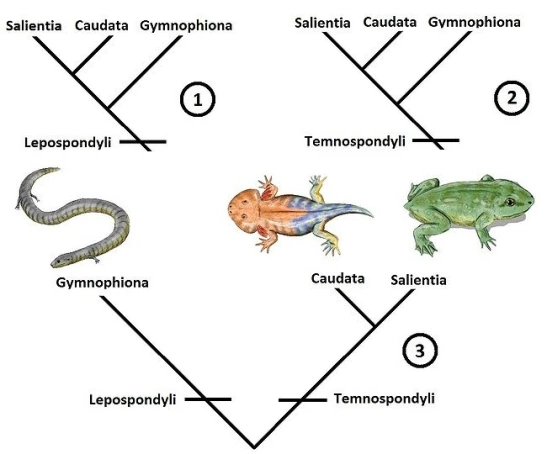 Salientia Caudata Gymnophiona
1
Lepospondyli
Salientia Caudata Gymnophiona
2
Temnospondyli
Gymnophiona
Caudata Salientia
3
Lepospondyli
Temnospondyli